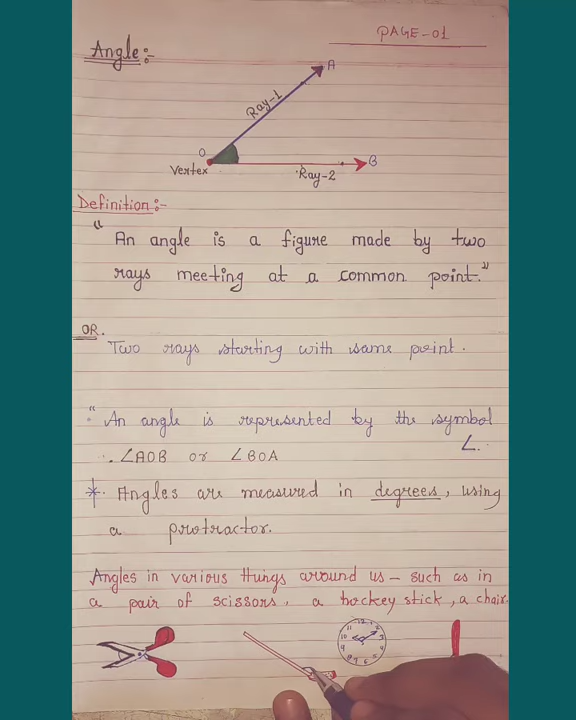 PAGE-01
Angle:-
A
Ray-1
O
B
Vertex
Ray-2
Definition:-
"An angle is a figure made by two
rays meeting at a common point."
OR.
Two rays starting with same point.
"An angle is represented by the symbol
∠.
∴ ∠AOB or ∠BOA
* Angles are measured in degrees, using
a protractor.
Angles in various things around us - such as in
a pair of scissors, a hockey stick, a chair.